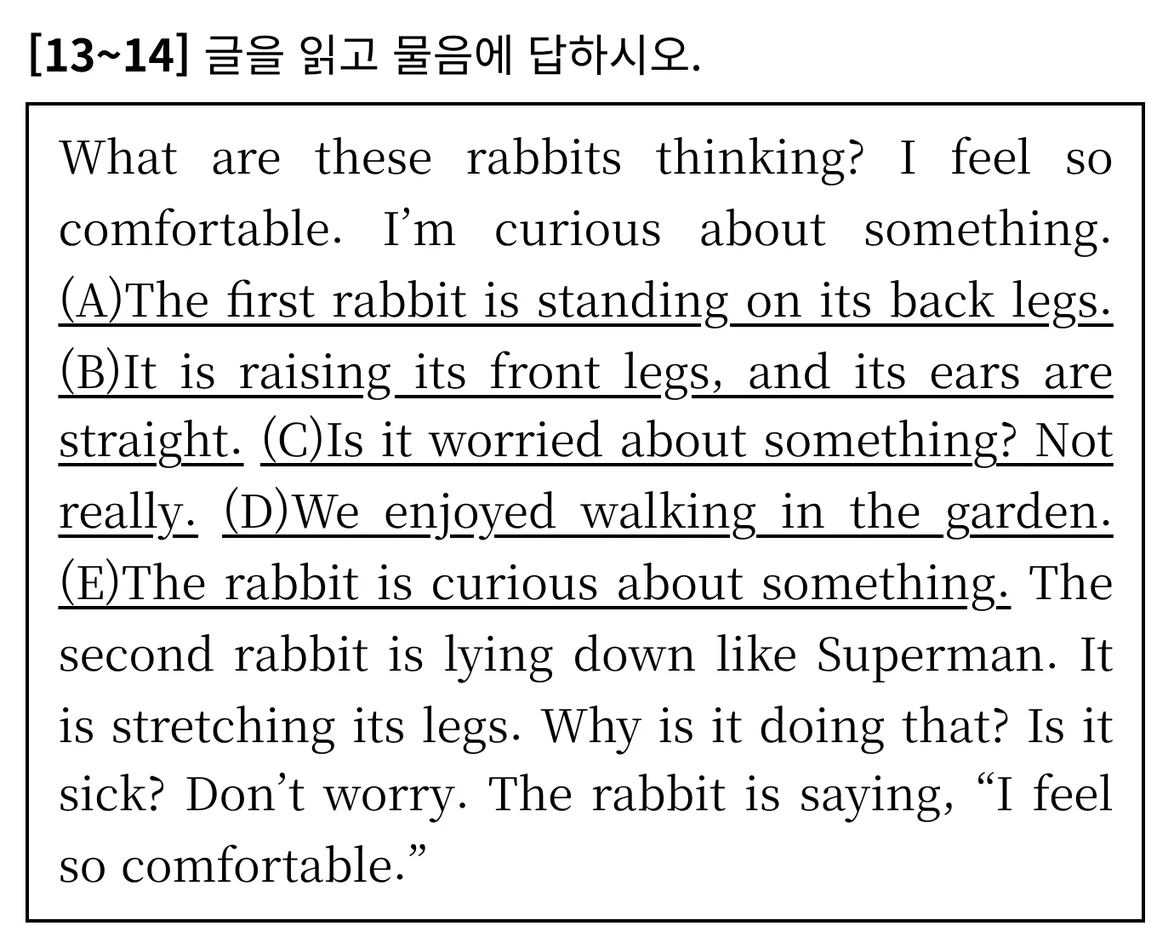 [13~14] 글을 읽고 물음에 답하시오.
What are these rabbits thinking? I feel so
comfortable. I’m curious about something.
(A)The first rabbit is standing on its back legs.
(B)It is raising its front legs, and its ears are
straight. (C)Is it worried about something? Not
really. (D)We enjoyed walking in the garden.
(E)The rabbit is curious about something. The
second rabbit is lying down like Superman. It
is stretching its legs. Why is it doing that? Is it
sick? Don’t worry. The rabbit is saying, “I feel
so comfortable.”